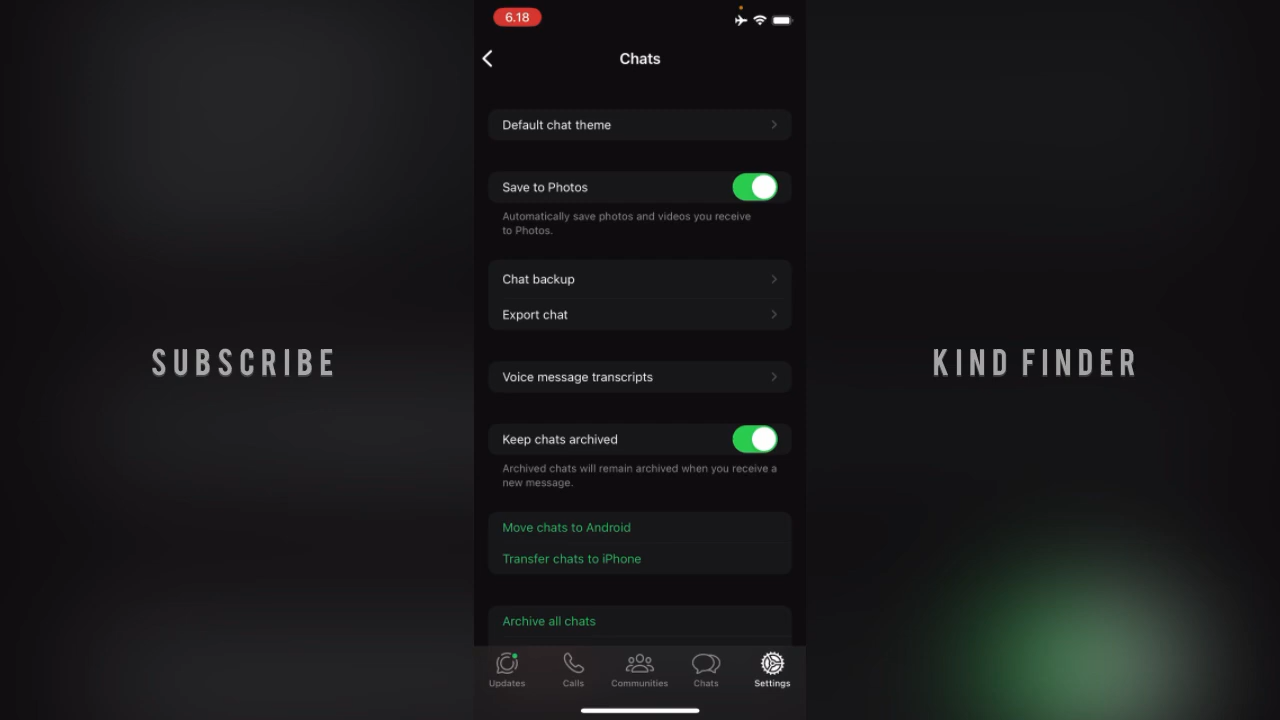 6.18
Chats
Default chat theme
Save to Photos
Automatically save photos and videos you receive
to Photos.
Chat backup
Export chat
SUBSCRIBE
KIND FINDER
Voice message transcripts
Keep chats archived
Archived chats will remain archived when you receive a
new message.
Move chats to Android
Transfer chats to iPhone
Archive all chats
Updates
Calls
Communities
Chats
Settings